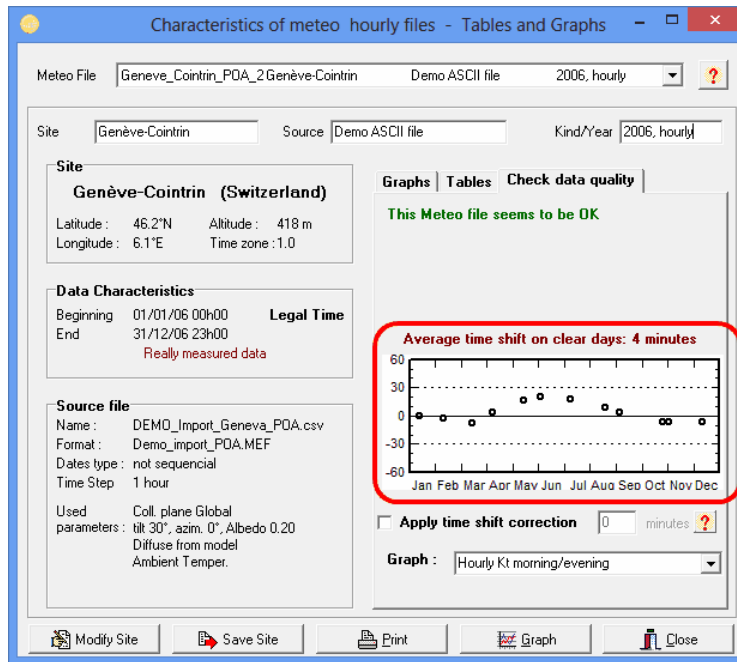 Characteristics of meteo hourly files - Tables and Graphs
Meteo File Geneve_Cointrin_POA_2Genève-Cointrin Demo ASCII file 2006, hourly ?
Site Genève-Cointrin Source Demo ASCII file Kind/Year 2006, hourly
Site
Genève-Cointrin (Switzerland)
Latitude : 46.2°N Altitude : 418 m
Longitude : 6.1°E Time zone :1.0
Data Characteristics
Beginning 01/01/06 00h00 Legal Time
End 31/12/06 23h00
Really measured data
Source file
Name : DEMO_Import_Geneva_POA.csv
Format : Demo_import_POA.MEF
Dates type : not sequencial
Time Step 1 hour
Used Coll. plane Global
parameters : tilt 30°, azim. 0°, Albedo 0.20
Diffuse from model
Ambient Temper.
Graphs Tables Check data quality
This Meteo file seems to be OK
Average time shift on clear days: 4 minutes
60
30
0
-30
-60
Jan Feb Mar Apr May Jun Jul Aug Sep Oct Nov Dec
Apply time shift correction 0 minutes ?
Graph : Hourly Kt morning/evening
Modify Site Save Site Print Graph Close